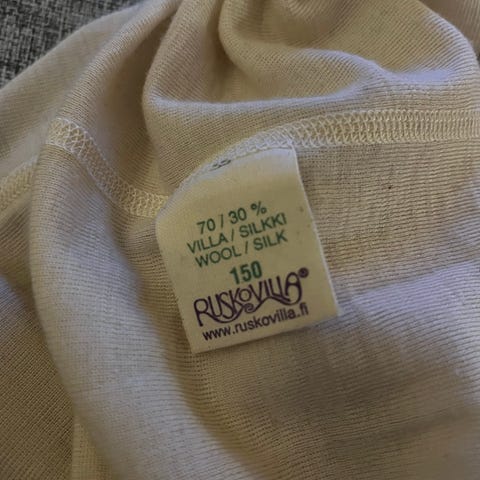 70 / 30 %
VILLA / SILKKI
WOOL / SILK
150
RUSKOVILLA®
www.ruskovilla.fi